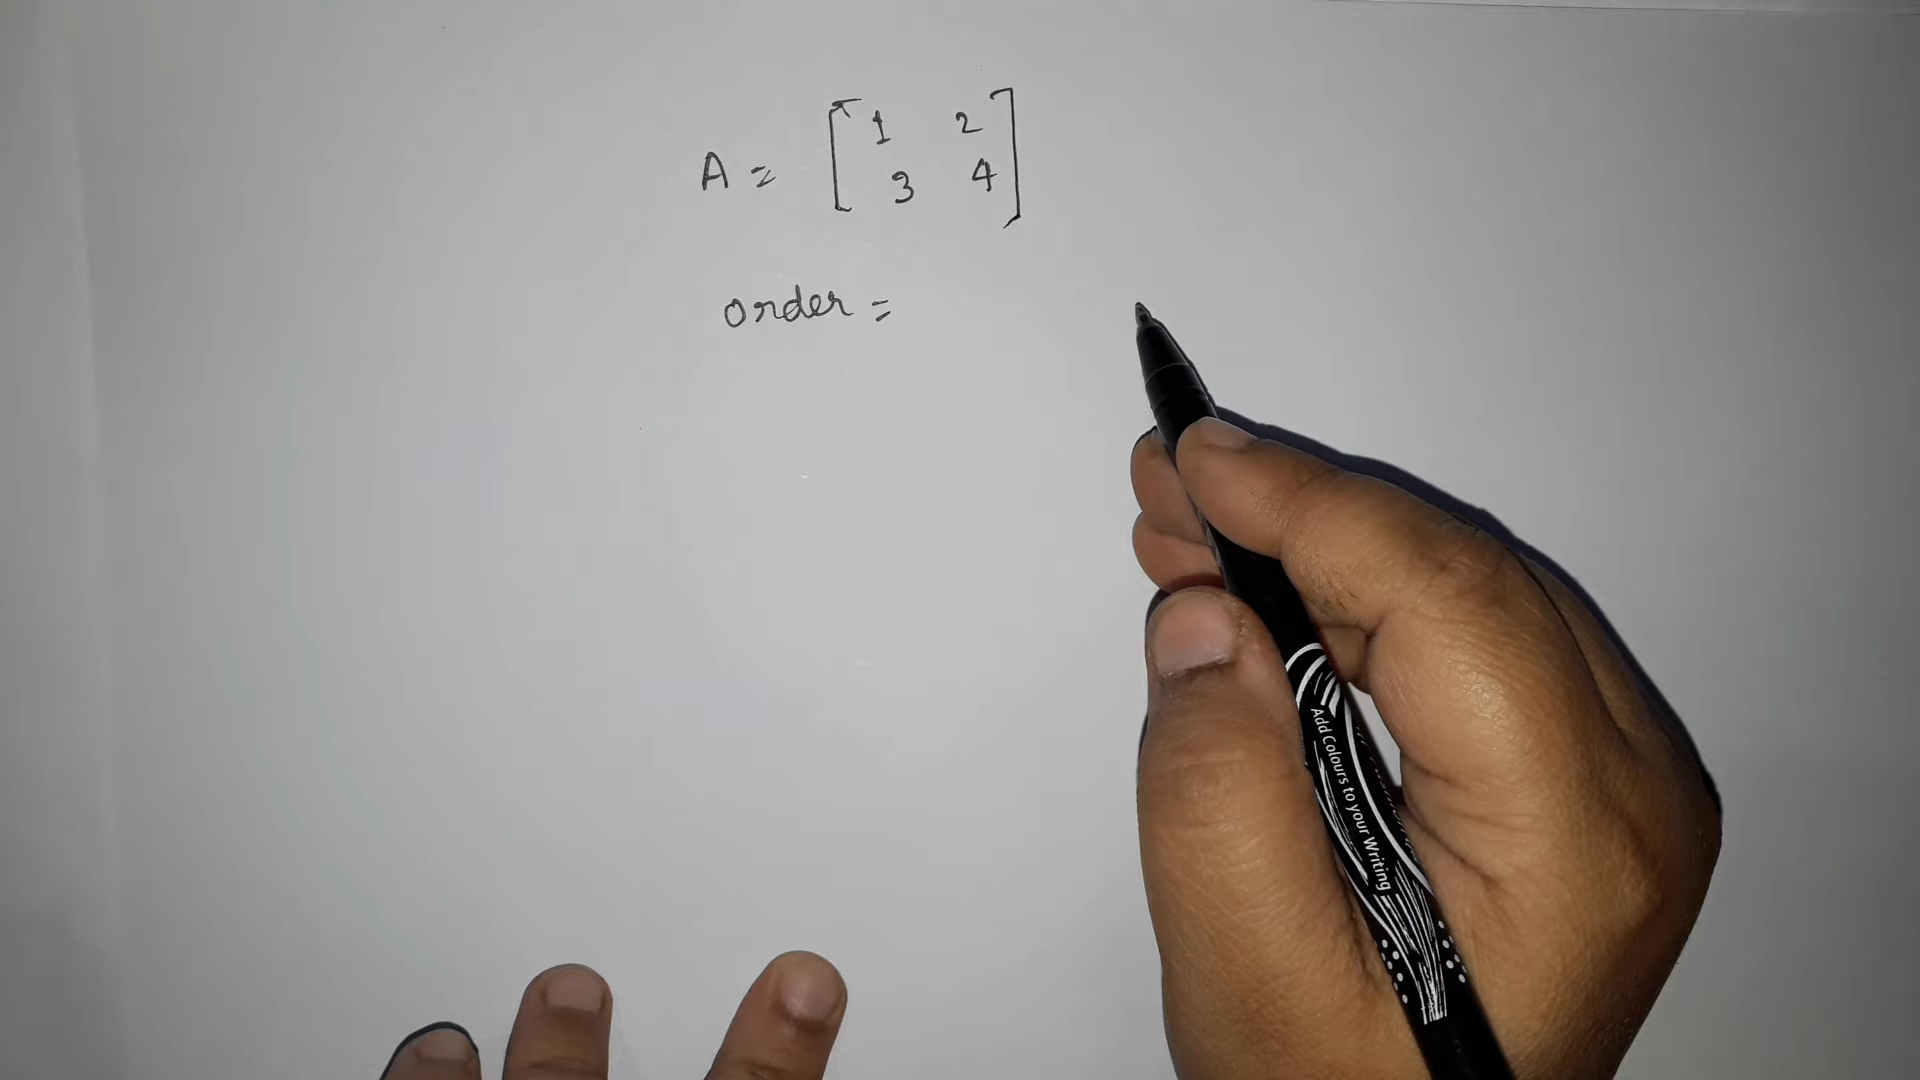 A = [ 1 2
3 4 ]
order =
Add Colours to your Writing